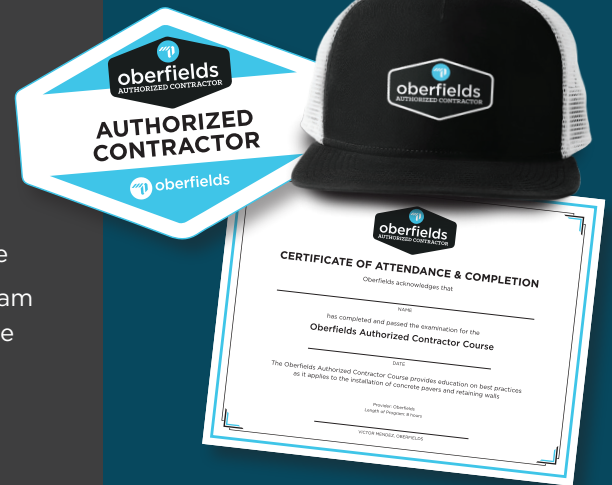 oberfields
AUTHORIZED CONTRACTOR
AUTHORIZED
CONTRACTOR
oberfields
oberfields
AUTHORIZED CONTRACTOR
e
am
e
oberfields
AUTHORIZED CONTRACTOR
CERTIFICATE OF ATTENDANCE & COMPLETION
Oberfields acknowledges that
NAME
has completed and passed the examination for the
Oberfields Authorized Contractor Course
DATE
The Oberfields Authorized Contractor Course provides education on best practices
as it applies to the installation of concrete pavers and retaining walls
Provider: Oberfields
Length of Program: 8 hours
VICTOR MENDEZ, OBERFIELDS